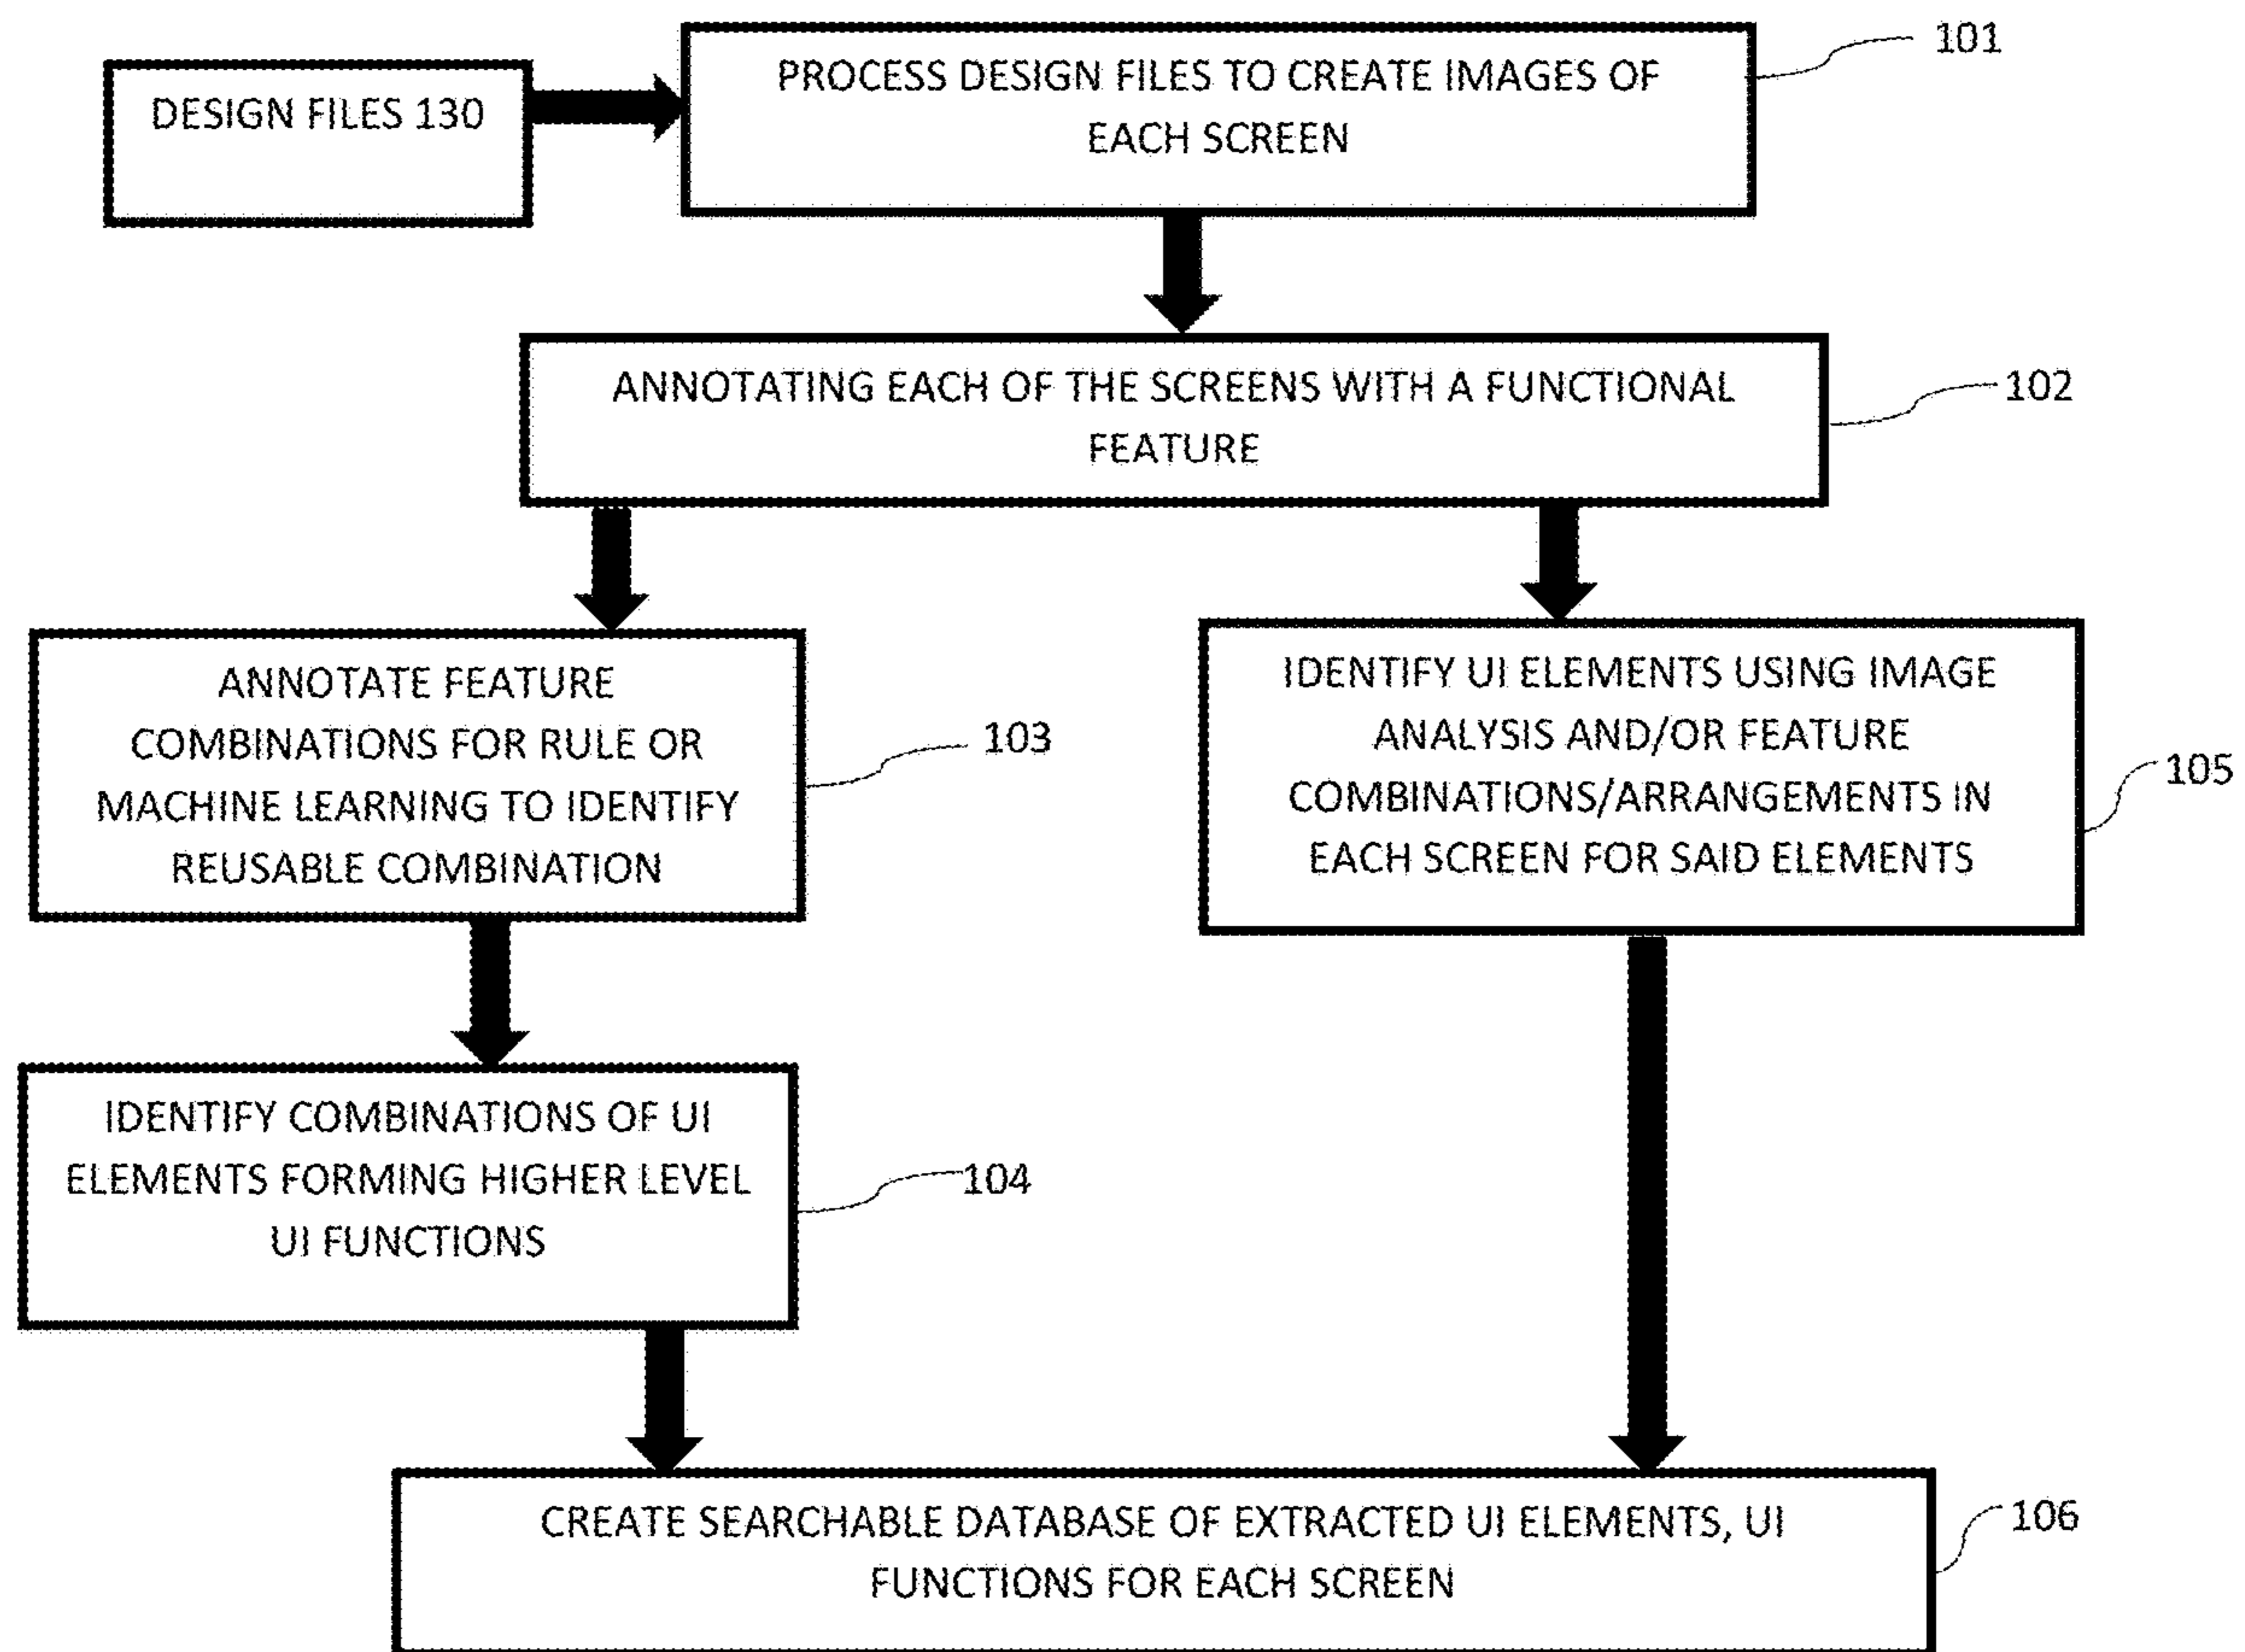 DESIGN FILES 130
PROCESS DESIGN FILES TO CREATE IMAGES OF
EACH SCREEN
101
ANNOTATING EACH OF THE SCREENS WITH A FUNCTIONAL
FEATURE
102
ANNOTATE FEATURE
COMBINATIONS FOR RULE OR
MACHINE LEARNING TO IDENTIFY
REUSABLE COMBINATION
103
IDENTIFY UI ELEMENTS USING IMAGE
ANALYSIS AND/OR FEATURE
COMBINATIONS/ARRANGEMENTS IN
EACH SCREEN FOR SAID ELEMENTS
105
IDENTIFY COMBINATIONS OF UI
ELEMENTS FORMING HIGHER LEVEL
UI FUNCTIONS
104
CREATE SEARCHABLE DATABASE OF EXTRACTED UI ELEMENTS, UI
FUNCTIONS FOR EACH SCREEN
106